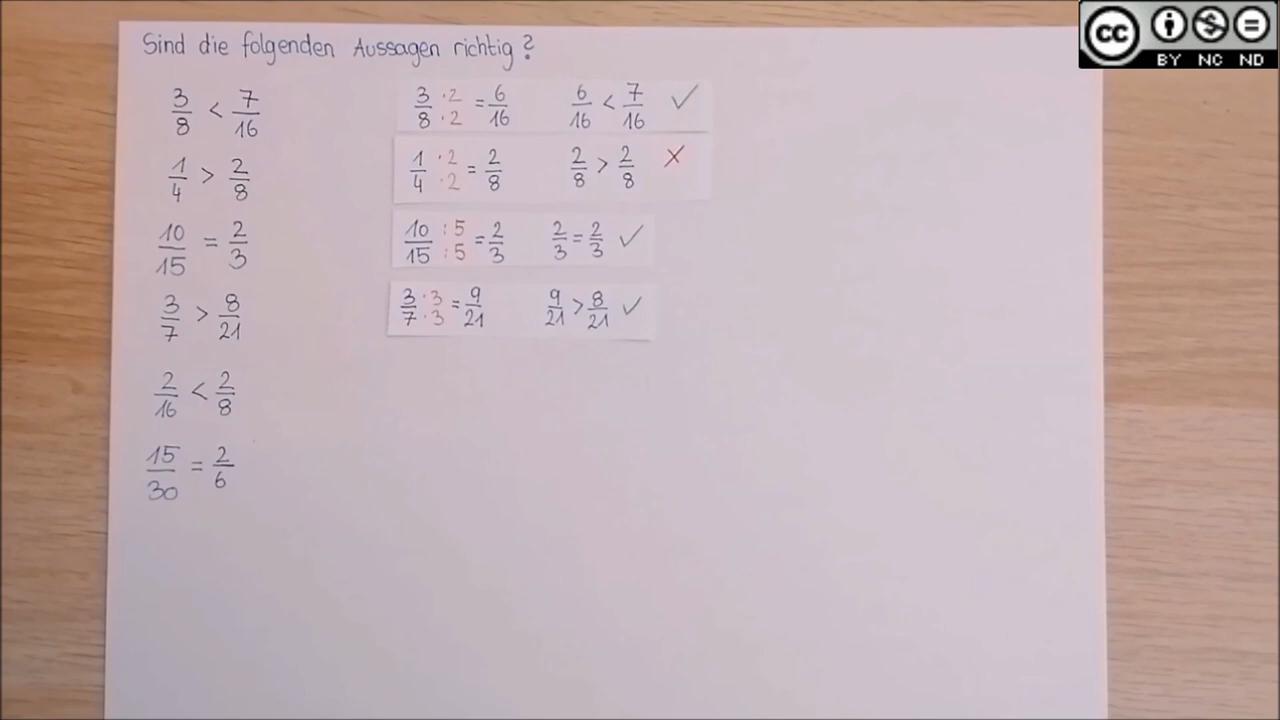 Sind die folgenden Aussagen richtig?
3/8 < 7/16
3/8 ·2/·2 = 6/16 6/16 < 7/16 ✓
1/4 > 2/8
1/4 ·2/·2 = 2/8 2/8 > 2/8 ✗
10/15 = 2/3
10/15 :5/:5 = 2/3 2/3 = 2/3 ✓
3/7 > 8/21
3/7 ·3/·3 = 9/21 9/21 > 8/21 ✓
2/16 < 2/8
15/30 = 2/6
CC BY NC ND